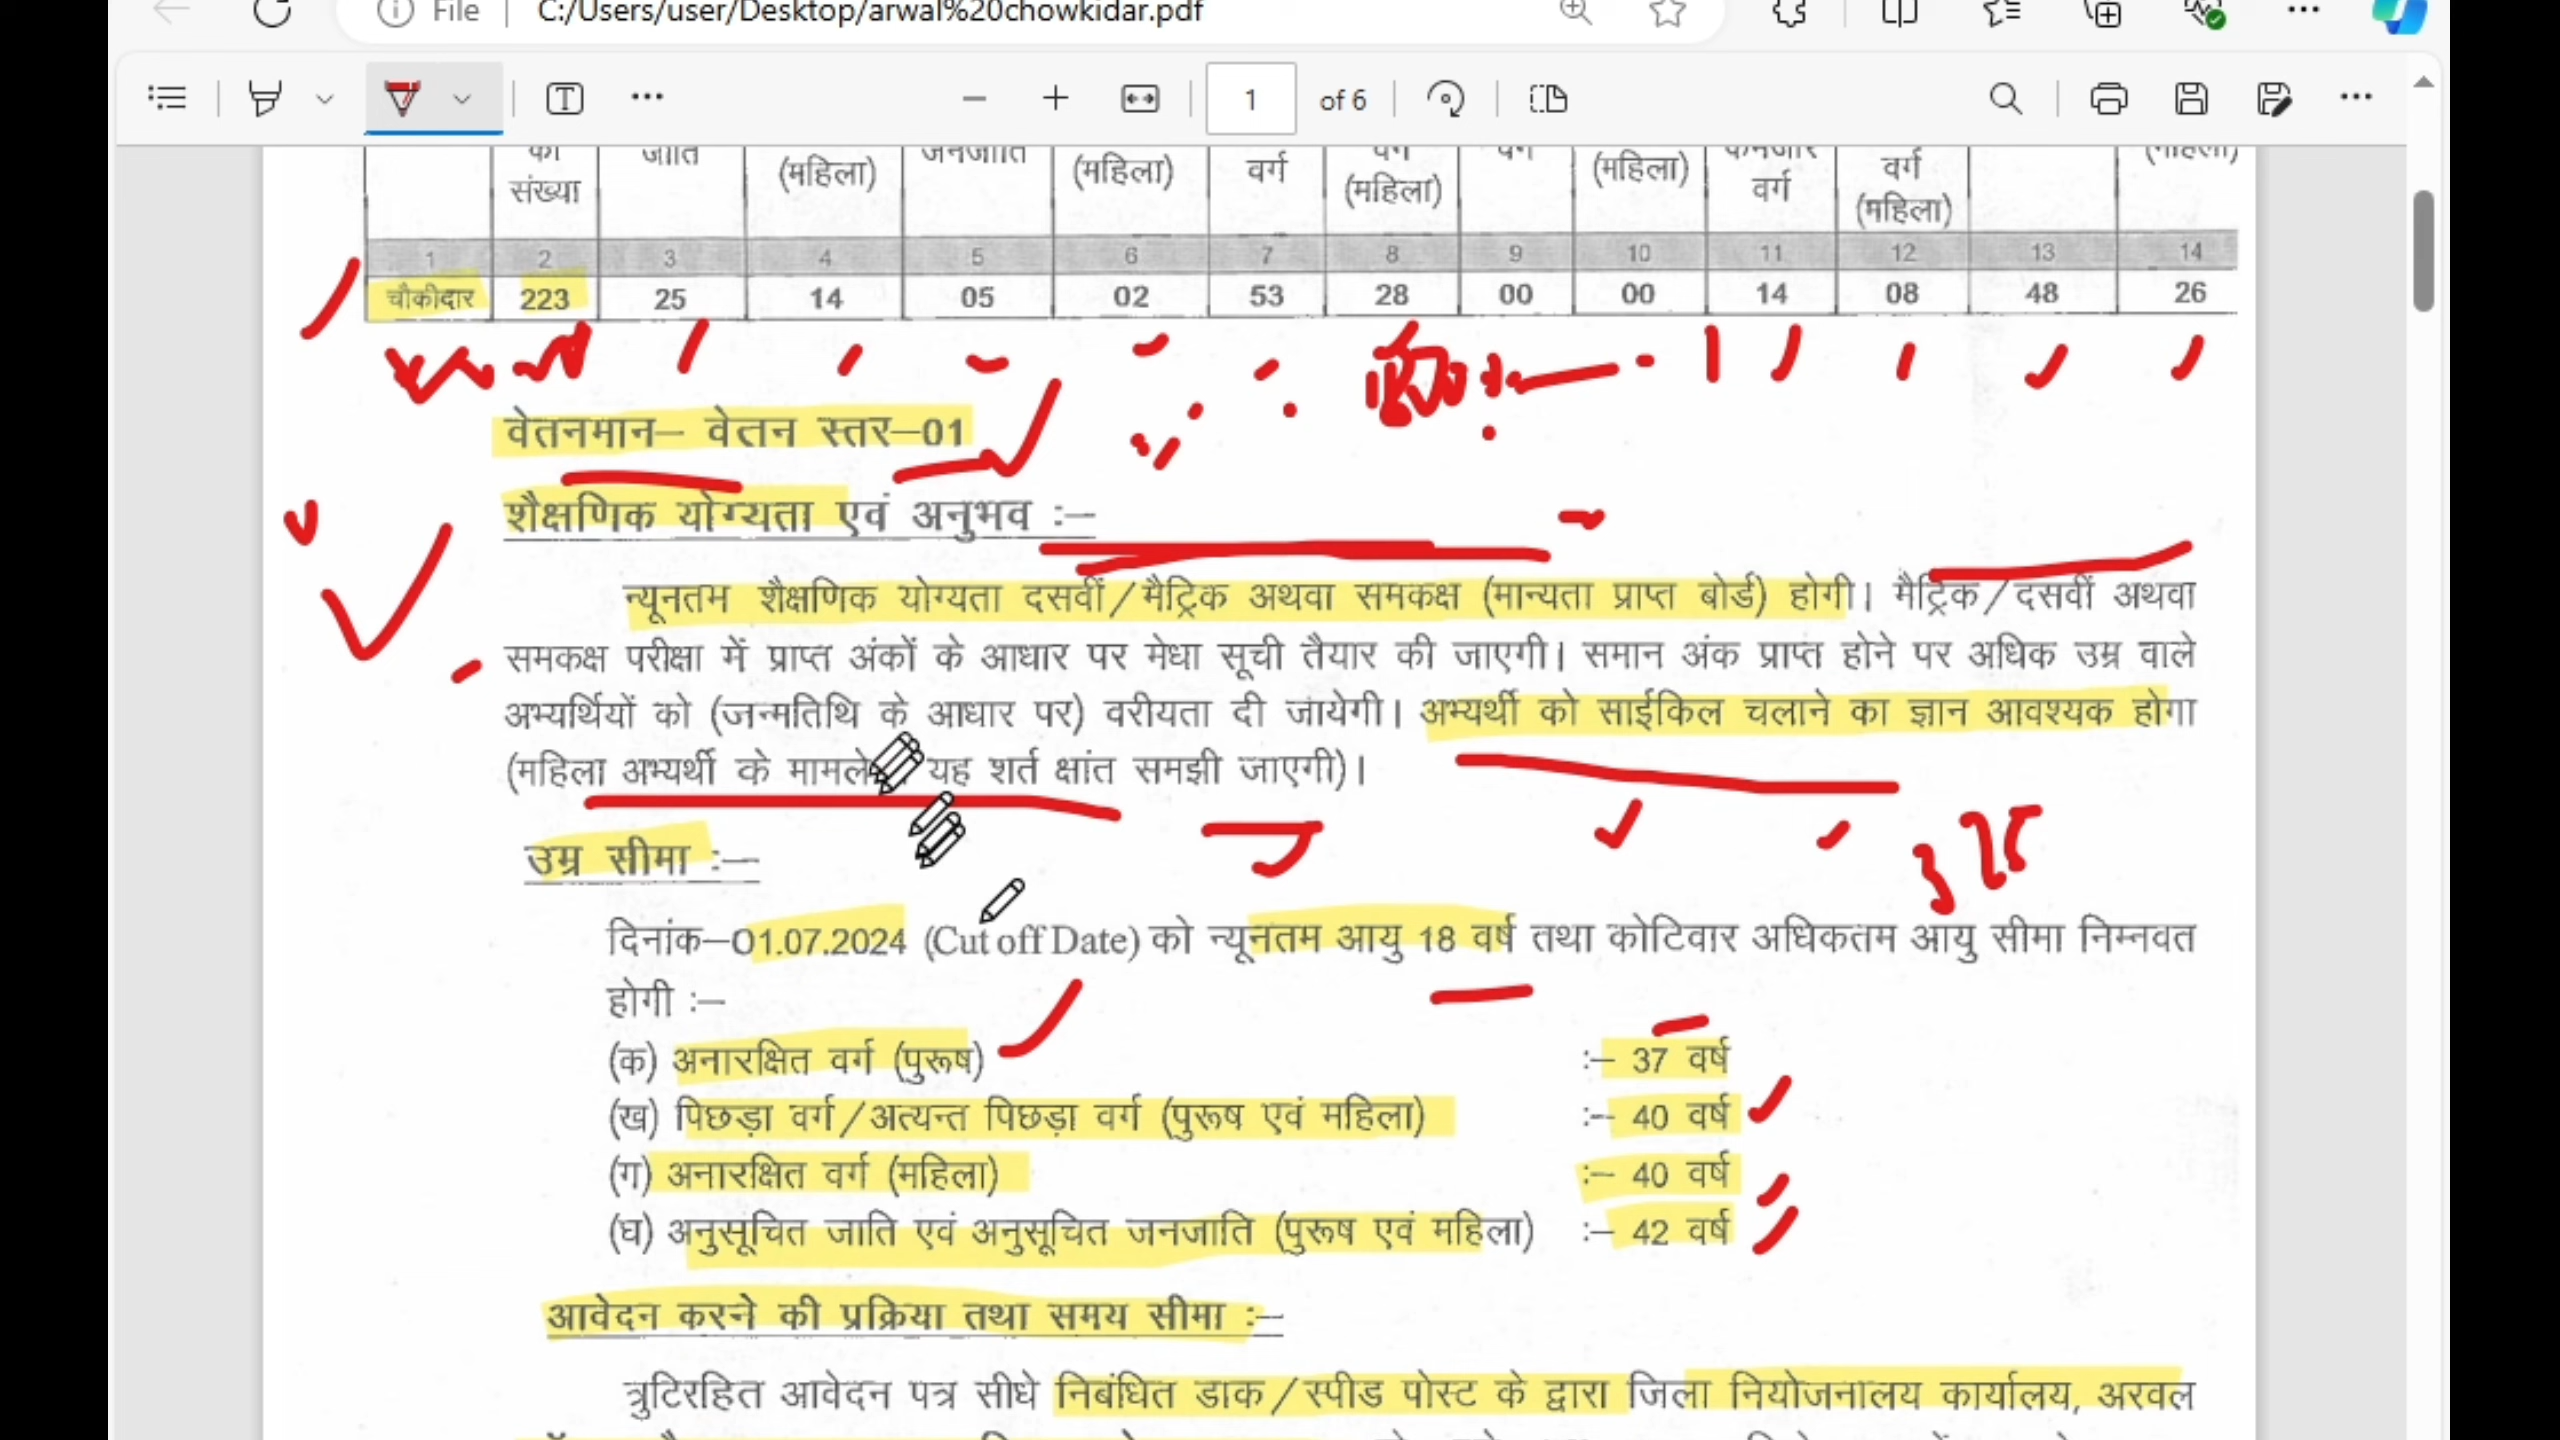 File | C:/Users/user/Desktop/arwal%20chowkidar.pdf
1 of 6
की जाति जनजाति वर्ग वर्ग कमजोर (महिला)
संख्या (महिला) (महिला) वर्ग (महिला) (महिला) वर्ग वर्ग (महिला)
1 2 3 4 5 6 7 8 9 10 11 12 13 14
चौकीदार 223 25 14 05 02 53 28 00 00 14 08 48 26
वेतनमान– वेतन स्तर–01
शैक्षणिक योग्यता एवं अनुभव :–
न्यूनतम शैक्षणिक योग्यता दसवीं/मैट्रिक अथवा समकक्ष (मान्यता प्राप्त बोर्ड) होगी। मैट्रिक/दसवीं अथवा
समकक्ष परीक्षा में प्राप्त अंकों के आधार पर मेधा सूची तैयार की जाएगी। समान अंक प्राप्त होने पर अधिक उम्र वाले
अभ्यर्थियों को (जन्मतिथि के आधार पर) वरीयता दी जायेगी। अभ्यर्थी को साईकिल चलाने का ज्ञान आवश्यक होगा
(महिला अभ्यर्थी के मामले यह शर्त क्षांत समझी जाएगी)।
उम्र सीमा :–
दिनांक–01.07.2024 (Cut off Date) को न्यूनतम आयु 18 वर्ष तथा कोटिवार अधिकतम आयु सीमा निम्नवत
होगी :–
(क) अनारक्षित वर्ग (पुरूष) :– 37 वर्ष
(ख) पिछड़ा वर्ग/अत्यन्त पिछड़ा वर्ग (पुरूष एवं महिला) :– 40 वर्ष
(ग) अनारक्षित वर्ग (महिला) :– 40 वर्ष
(घ) अनुसूचित जाति एवं अनुसूचित जनजाति (पुरूष एवं महिला) :– 42 वर्ष
आवेदन करने की प्रक्रिया तथा समय सीमा :–
त्रुटिरहित आवेदन पत्र सीधे निबंधित डाक/स्पीड पोस्ट के द्वारा जिला नियोजनालय कार्यालय, अरवल